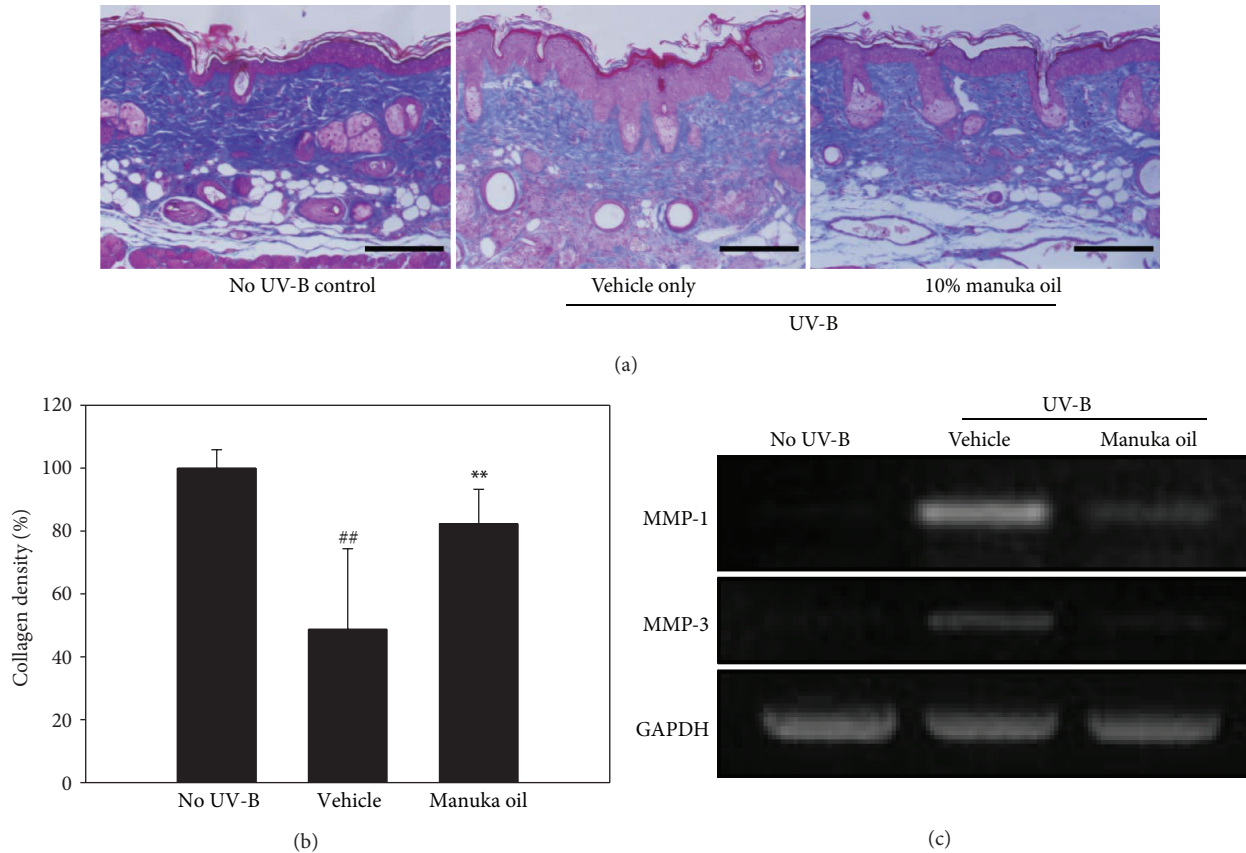 No UV-B control
Vehicle only
10% manuka oil
UV-B
(a)
120
100
80
60
40
20
0
Collagen density (%)
##
**
No UV-B
Vehicle
Manuka oil
(b)
UV-B
No UV-B
Vehicle
Manuka oil
MMP-1
MMP-3
GAPDH
(c)